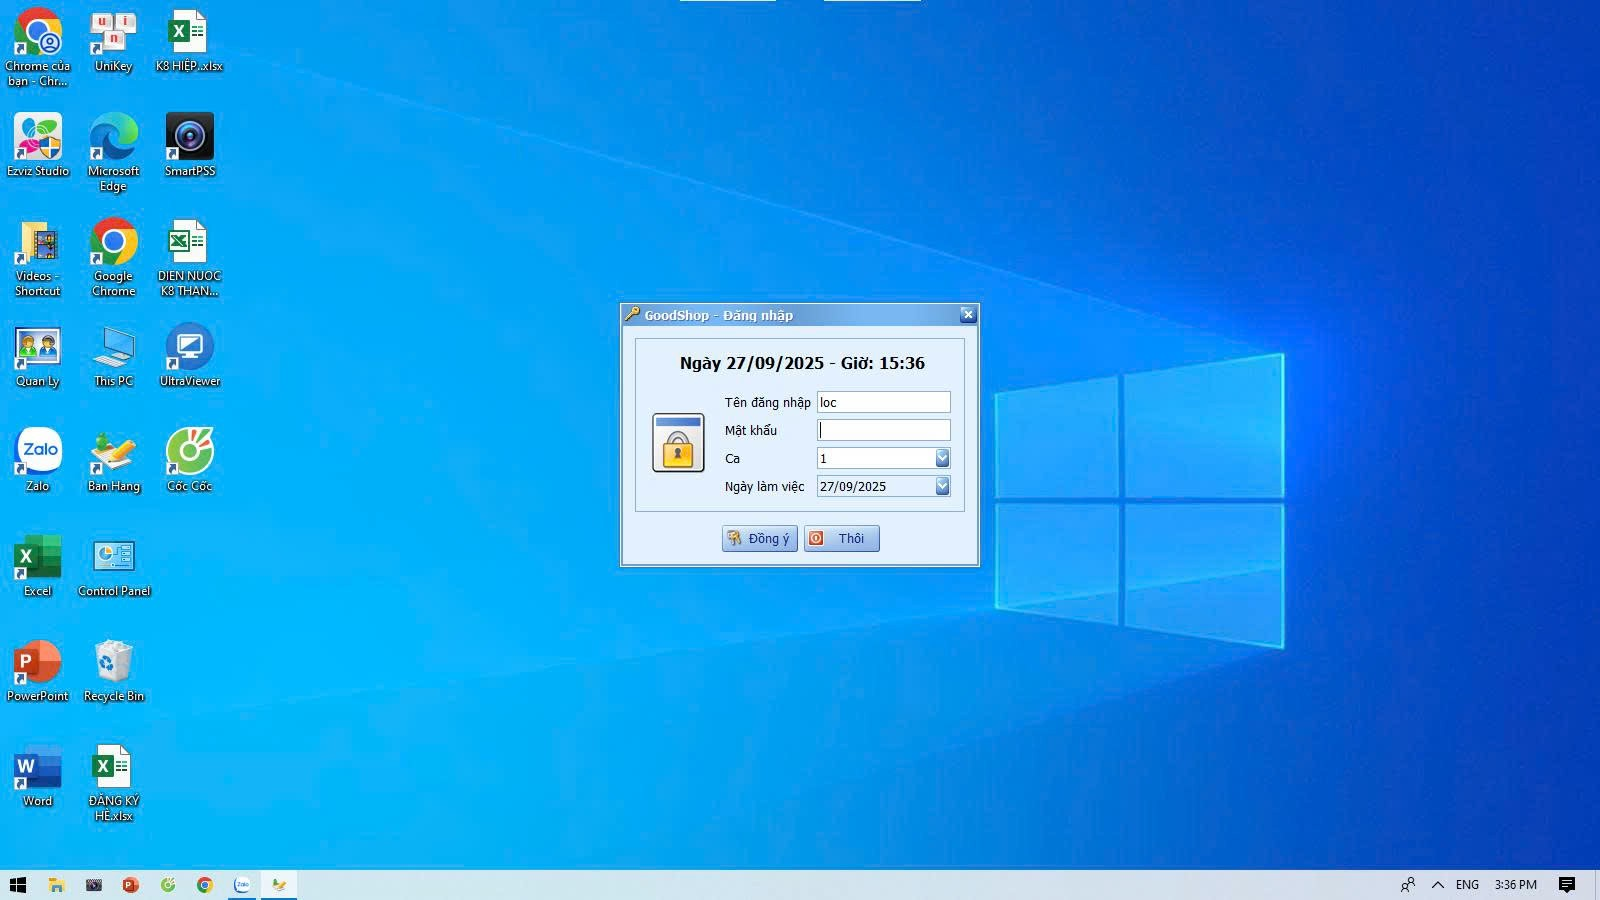 Chrome của
bạn - Chr...
UniKey
K8 HIỆP..xlsx
Ezviz Studio
Microsoft
Edge
SmartPSS
Videos -
Shortcut
Google
Chrome
DIEN NUOC
K8 THAN...
Quan Ly
This PC
UltraViewer
Zalo
Zalo
Ban Hang
Cốc Cốc
Excel
Control Panel
PowerPoint
Recycle Bin
Word
ĐĂNG KÝ
HÈ.xlsx
GoodShop - Đăng nhập
Ngày 27/09/2025 - Giờ: 15:36
Tên đăng nhập loc
Mật khẩu
Ca 1
Ngày làm việc 27/09/2025
Đồng ý Thôi
ENG 3:36 PM